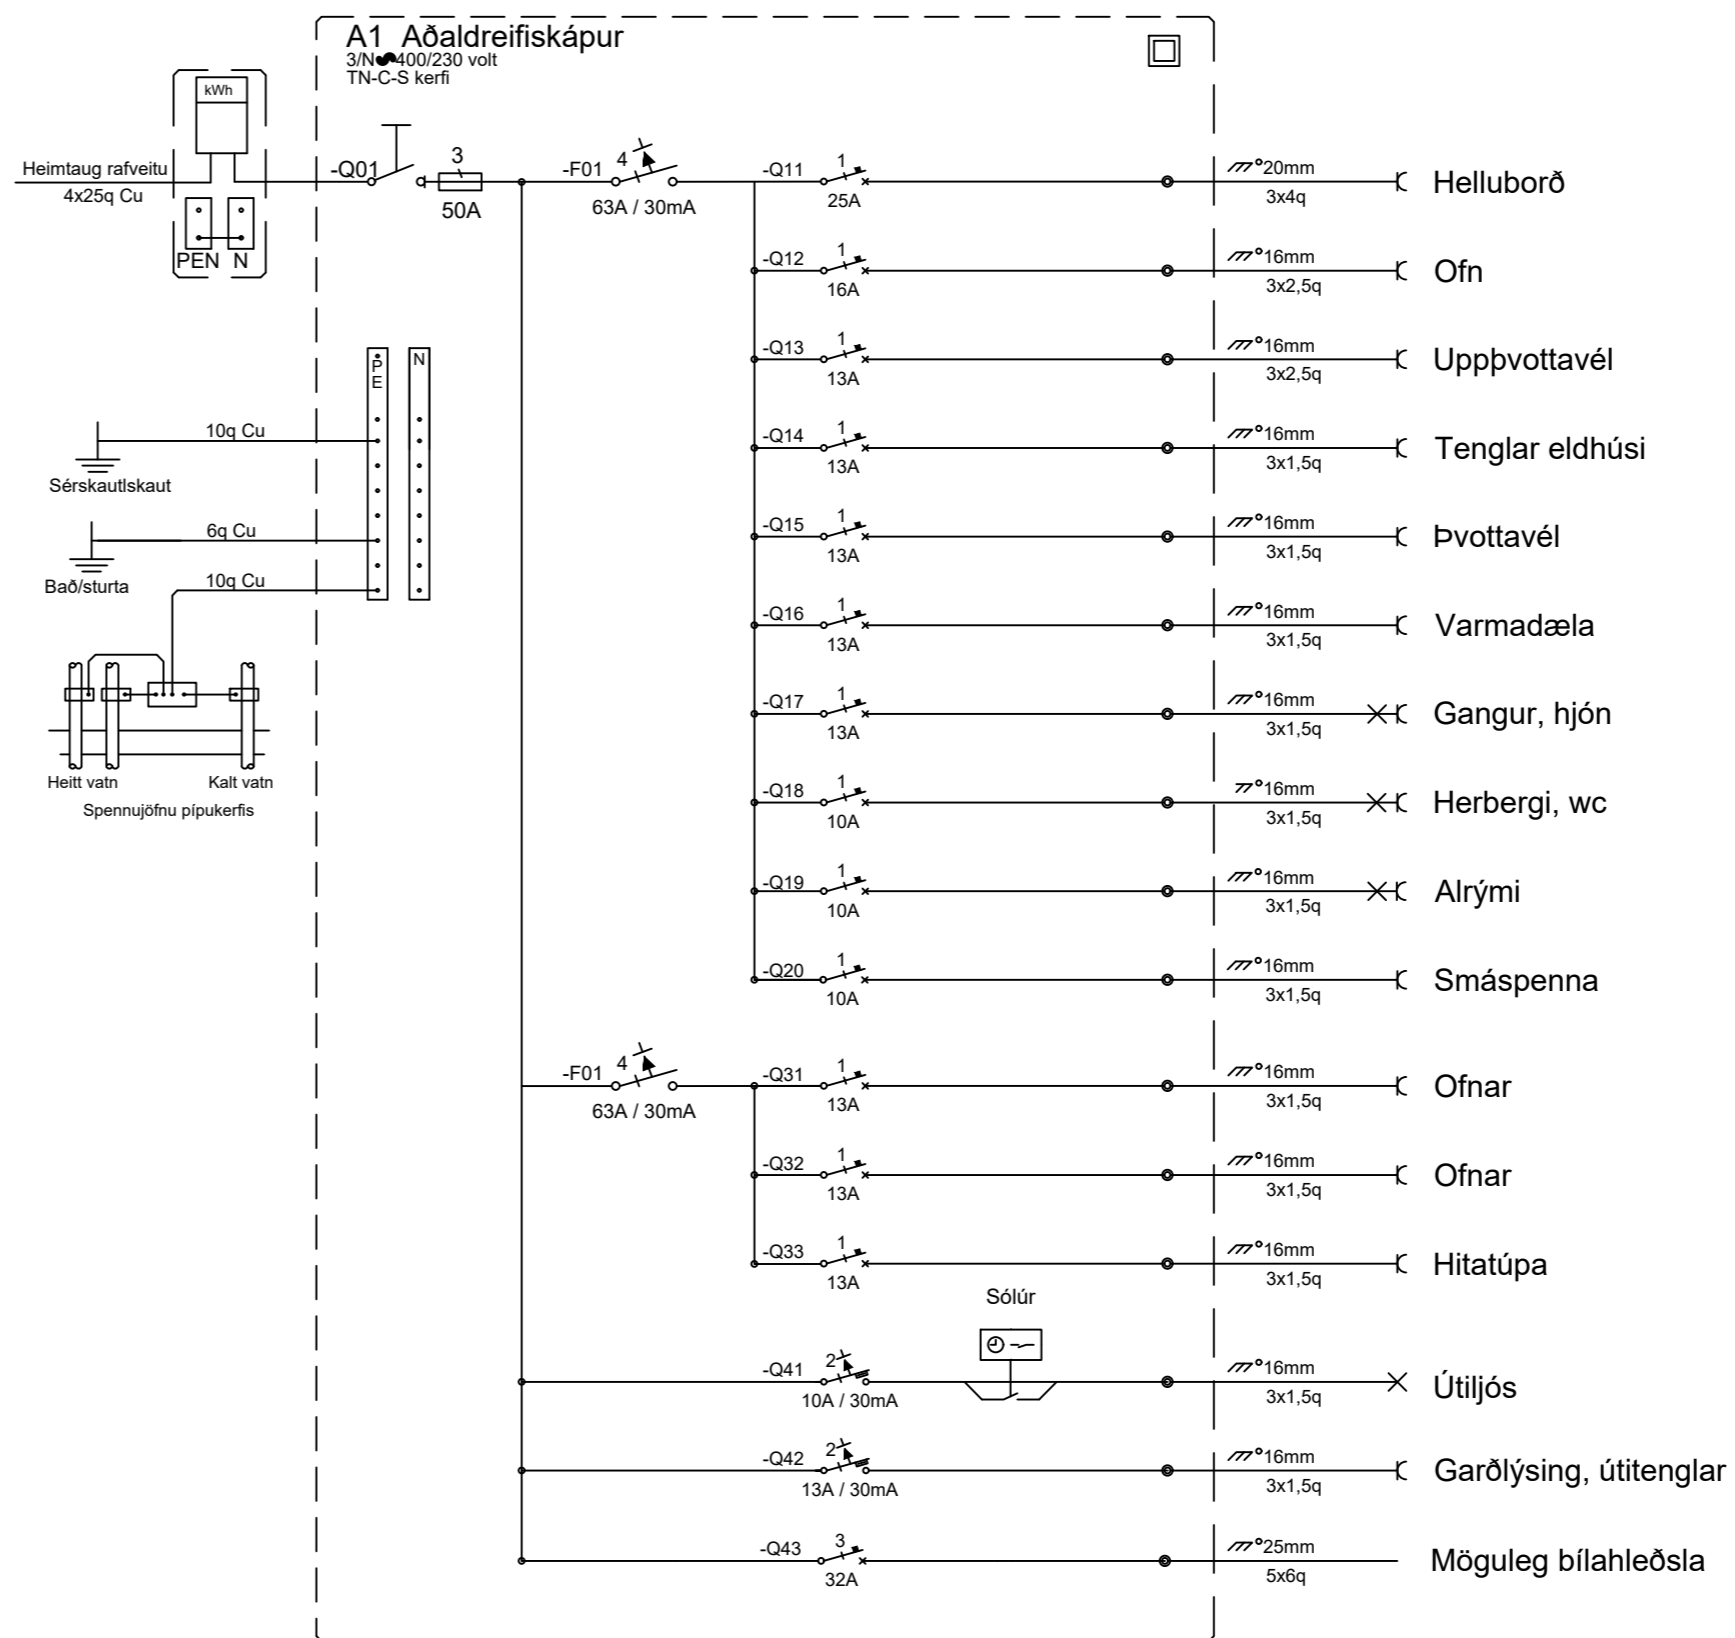 A1 Aðaldreifiskápur
3/N 400/230 volt
TN-C-S kerfi
kWh
Heimtaug rafveitu
4x25q Cu
PEN N
-Q01
3
50A
-F01
4
63A / 30mA
-Q11
1
25A
20mm
3x4q
Helluborð
-Q12
1
16A
16mm
3x2,5q
Ofn
-Q13
1
13A
16mm
3x2,5q
Uppþvottavél
PE
N
-Q14
1
13A
16mm
3x1,5q
Tenglar eldhúsi
10q Cu
Sérskautlskaut
-Q15
1
13A
16mm
3x1,5q
Þvottavél
6q Cu
Bað/sturta
10q Cu
-Q16
1
13A
16mm
3x1,5q
Varmadæla
-Q17
1
13A
16mm
3x1,5q
Gangur, hjón
Heitt vatn
Kalt vatn
Spennujöfnu pípukerfis
-Q18
1
10A
16mm
3x1,5q
Herbergi, wc
-Q19
1
10A
16mm
3x1,5q
Alrými
-Q20
1
10A
16mm
3x1,5q
Smáspenna
-F01
4
63A / 30mA
-Q31
1
13A
16mm
3x1,5q
Ofnar
-Q32
1
13A
16mm
3x1,5q
Ofnar
-Q33
1
13A
16mm
3x1,5q
Hitatúpa
Sólúr
-Q41
2
10A / 30mA
16mm
3x1,5q
Útiljós
-Q42
2
13A / 30mA
16mm
3x1,5q
Garðlýsing, útitenglar
-Q43
3
32A
25mm
5x6q
Möguleg bílahleðsla